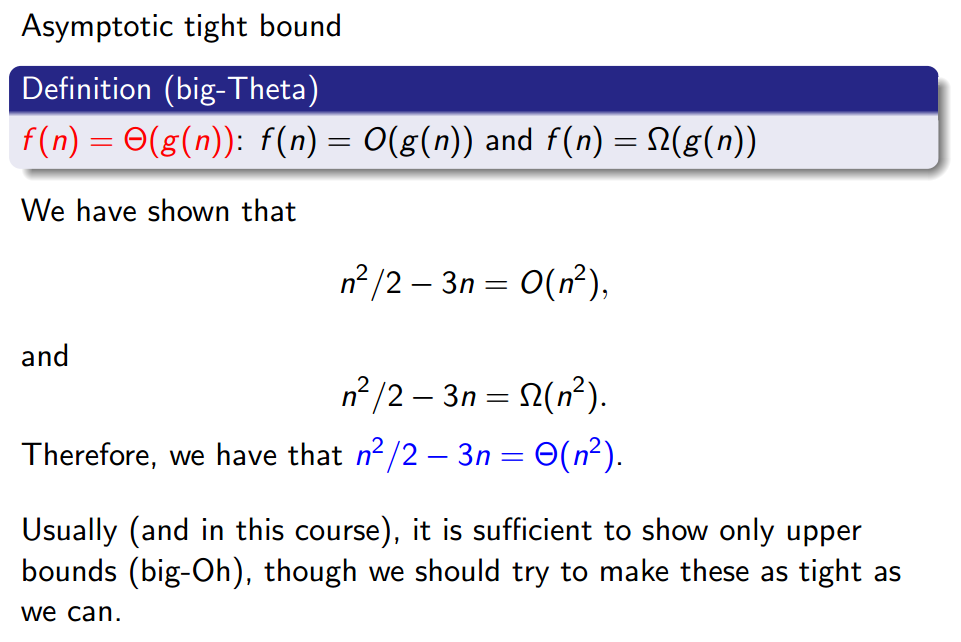 Asymptotic tight bound
Definition (big-Theta)
f(n) = Θ(g(n)): f(n) = O(g(n)) and f(n) = Ω(g(n))
We have shown that
n²/2 − 3n = O(n²),
and
n²/2 − 3n = Ω(n²).
Therefore, we have that n²/2 − 3n = Θ(n²).
Usually (and in this course), it is sufficient to show only upper
bounds (big-Oh), though we should try to make these as tight as
we can.